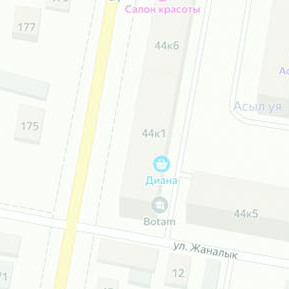 Салон красоты
177
44к6
Асыл уя
175
44к1
Диана
Botam
44к5
ул. Жаналык
12